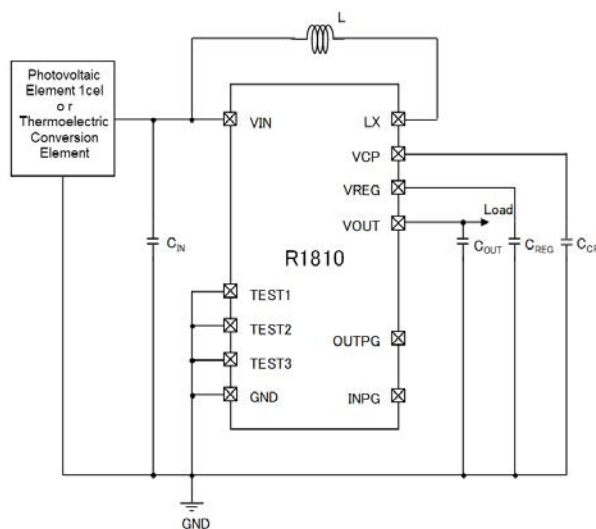 L
Photovoltaic
Element 1cel
o r
Thermoelectric
Conversion
Element
VIN
LX
VCP
VREG
VOUT
Load
CIN
R1810
COUT
CREG
CCP
TEST1
TEST2
TEST3
GND
OUTPG
INPG
GND